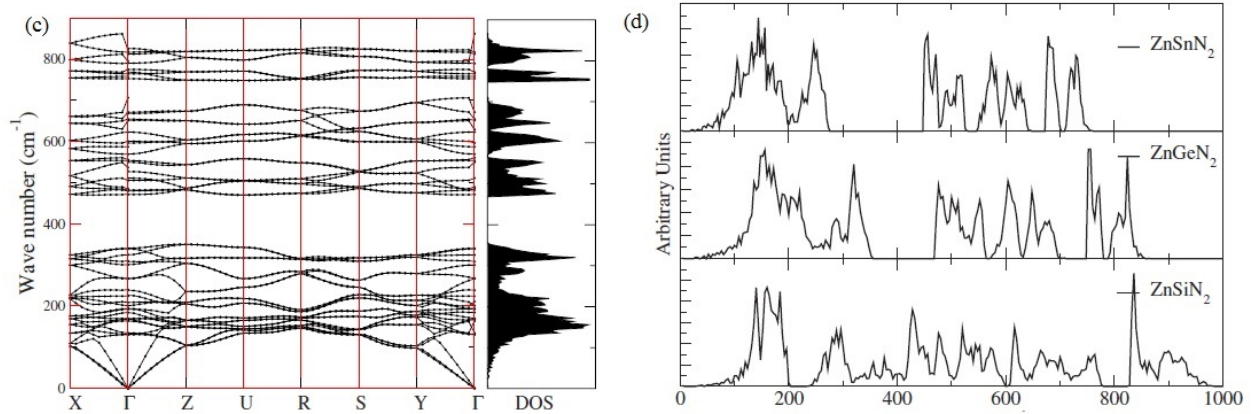 (c)
Wave number (cm⁻¹)
800
600
400
200
0
X Γ Z U R S Y Γ DOS
(d)
Arbitrary Units
ZnSnN₂
ZnGeN₂
ZnSiN₂
0 200 400 600 800 1000